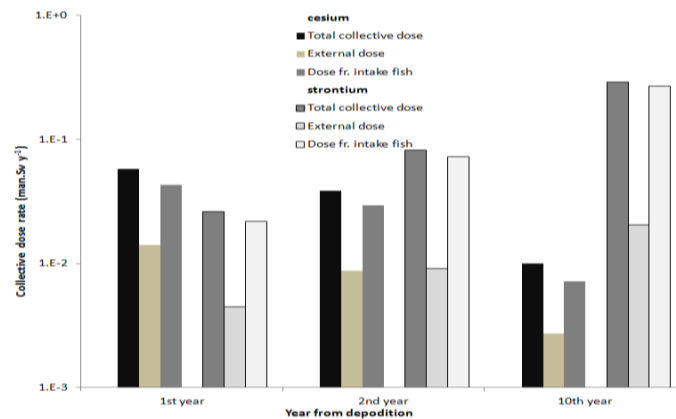 1.E+0
cesium
Total collective dose
External dose
Dose fr. intake fish
strontium
Total collective dose
External dose
Dose fr. intake fish
1.E-1
1.E-2
1.E-3
Collective dose rate (man.Sv y-1)
1st year
2nd year
10th year
Year from depodition